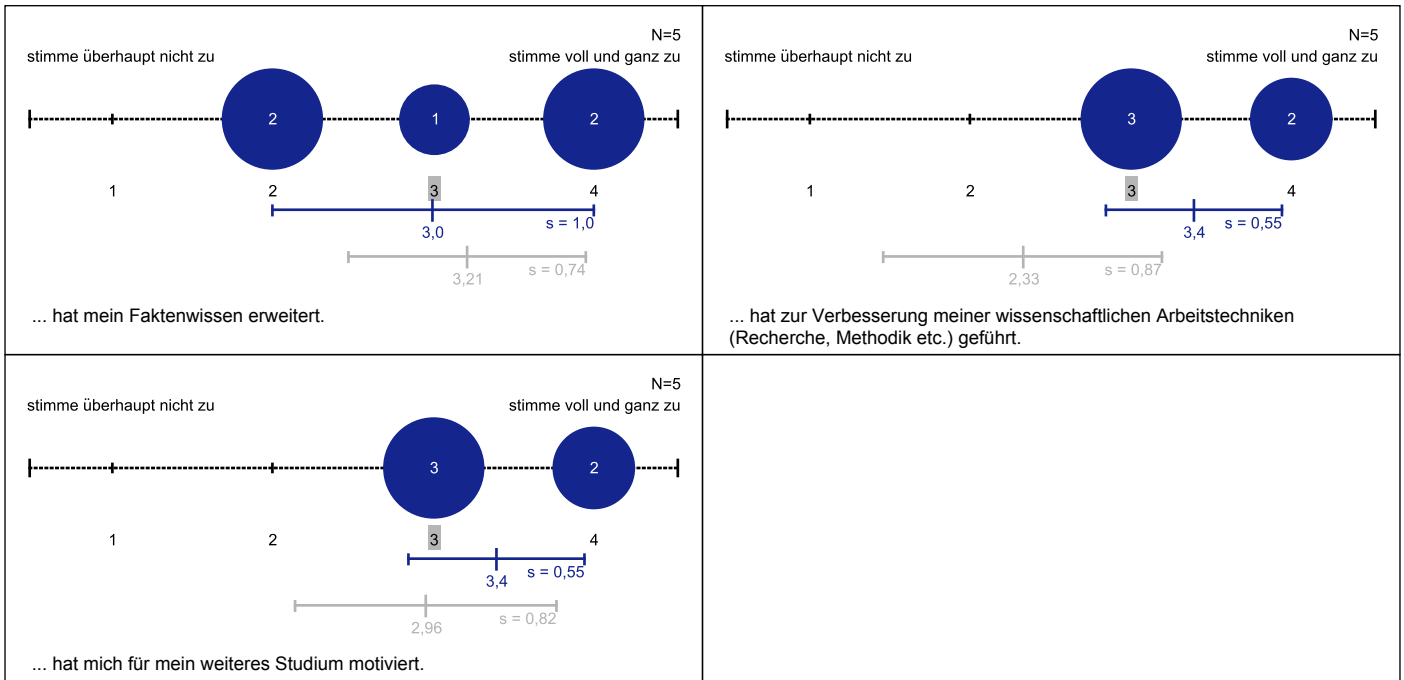 N=5
stimme überhaupt nicht zu stimme voll und ganz zu
2 1 2
1 2 3 4
s = 1,0
3,0
s = 0,74
3,21
... hat mein Faktenwissen erweitert.
N=5
stimme überhaupt nicht zu stimme voll und ganz zu
3 2
1 2 3 4
s = 0,55
3,4
s = 0,87
2,33
... hat zur Verbesserung meiner wissenschaftlichen Arbeitstechniken
(Recherche, Methodik etc.) geführt.
N=5
stimme überhaupt nicht zu stimme voll und ganz zu
3 2
1 2 3 4
s = 0,55
3,4
s = 0,82
2,96
... hat mich für mein weiteres Studium motiviert.